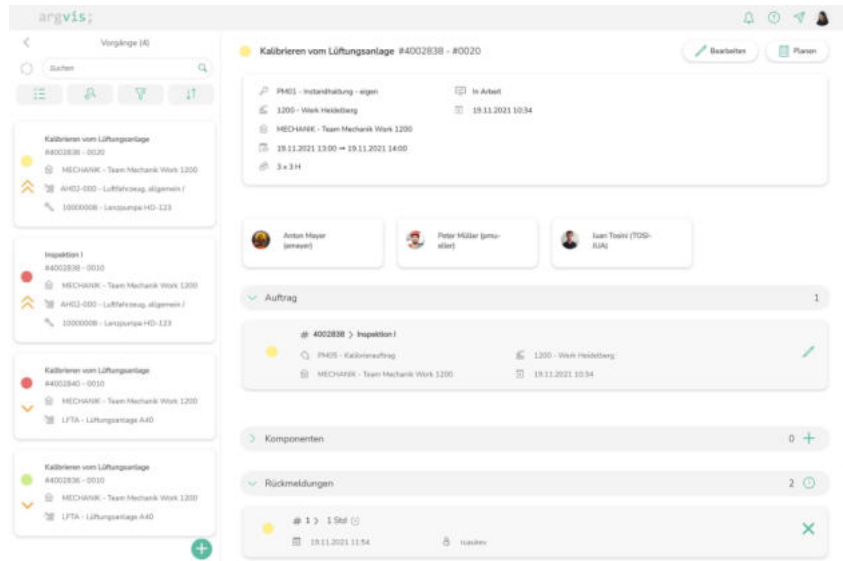 argvis;
Vorgänge (4)
Suchen
Kalibrieren vom Lüftungsanlage
#4002838 - 0020
MECHANIK - Team Mechanik Work 1200
AH02-000 - Luftfahrzeug, allgemein /
10000008 - Lenzpumpe HD-123
Inspektion I
#4002838 - 0010
MECHANIK - Team Mechanik Work 1200
AH02-000 - Luftfahrzeug, allgemein /
10000008 - Lenzpumpe HD-123
Kalibrieren vom Lüftungsanlage
#4002840 - 0010
MECHANIK - Team Mechanik Work 1200
LFTA - Lüftungsanlage A40
Kalibrieren vom Lüftungsanlage
#4002836 - 0010
MECHANIK - Team Mechanik Work 1200
LFTA - Lüftungsanlage A40
Kalibrieren vom Lüftungsanlage #4002838 - #0020
Bearbeiten
Planen
PM01 - Instandhaltung - eigen
In Arbeit
1200 - Werk Heidelberg
19.11.2021 10:34
MECHANIK - Team Mechanik Work 1200
19.11.2021 13:00 → 19.11.2021 14:00
3 x 3 H
Anton Mayer
(amayer)
Peter Müller (pmu-
eller)
Iuan Tosini (TOSI-
IUA)
Auftrag 1
# 4002838 > Inspektion I
PM05 - Kalibrierauftrag
1200 - Werk Heidelberg
MECHANIK - Team Mechanik Work 1200
19.11.2021 10:34
Komponenten 0
Rückmeldungen 2
# 1 > 1 Std
19.11.2021 11:54